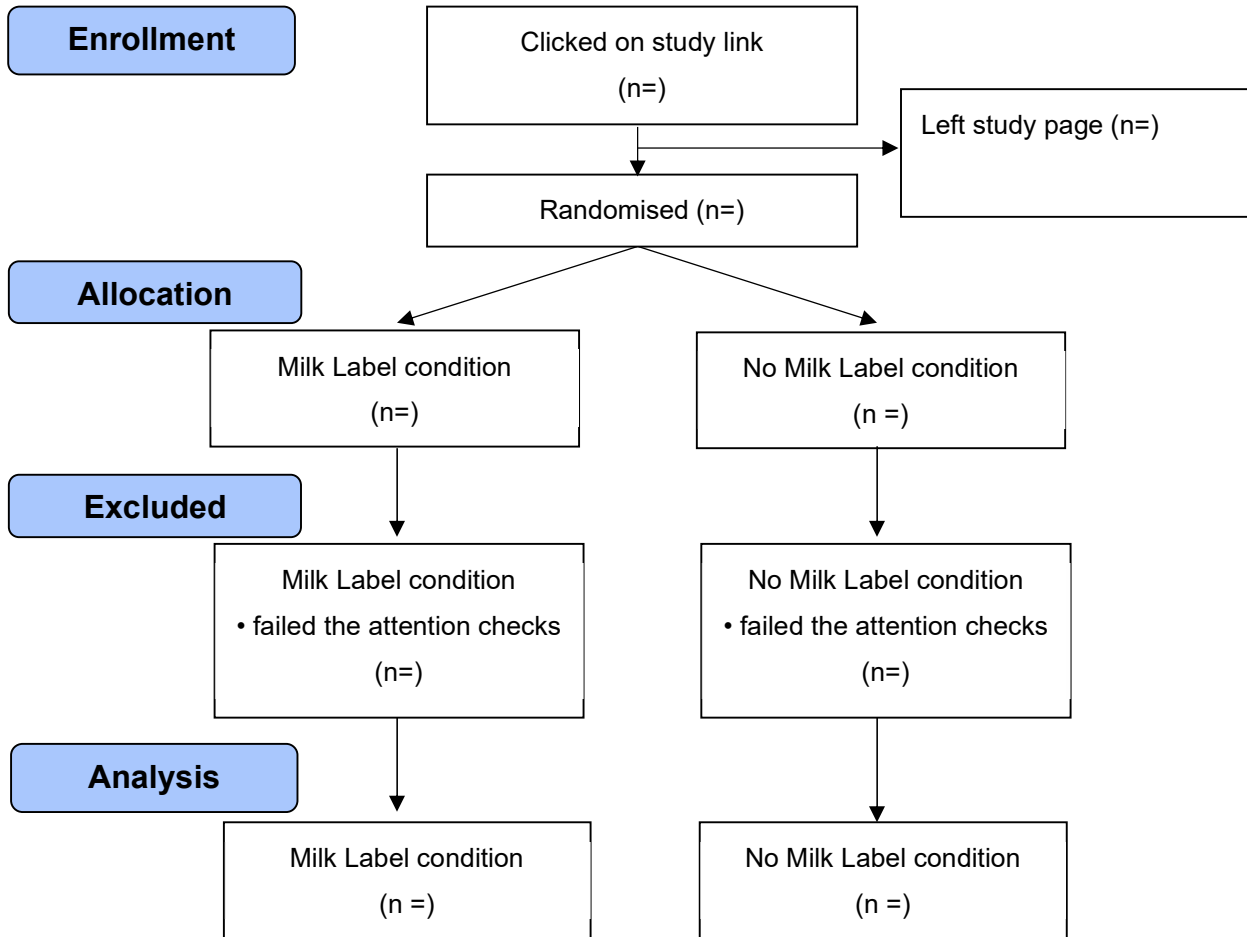 Enrollment
Clicked on study link
(n=)
Left study page (n=)
Randomised (n=)
Allocation
Milk Label condition
(n=)
No Milk Label condition
(n =)
Excluded
Milk Label condition
• failed the attention checks
(n=)
No Milk Label condition
• failed the attention checks
(n=)
Analysis
Milk Label condition
(n =)
No Milk Label condition
(n =)